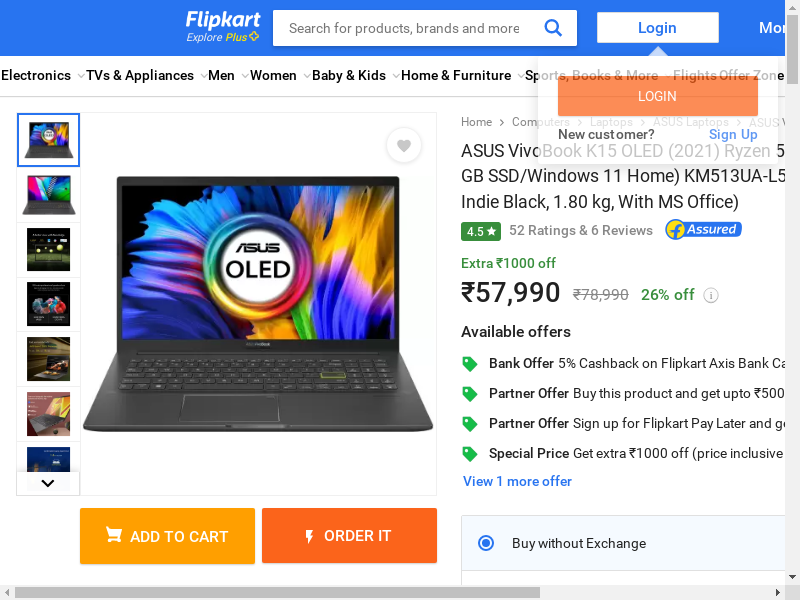 Flipkart
Explore Plus
Search for products, brands and more
Login
Mor
Electronics
TVs & Appliances
Men
Women
Baby & Kids
Home & Furniture
Sports, Books & More
Flights
Offer Zone
LOGIN
New customer?
Sign Up
Home
Computers
Laptops
ASUS Laptops
ASUS V
ASUS VivoBook K15 OLED (2021) Ryzen 5
GB SSD/Windows 11 Home) KM513UA-L5
Indie Black, 1.80 kg, With MS Office)
4.5
52 Ratings & 6 Reviews
Assured
Extra ₹1000 off
₹57,990
₹78,990
26% off
Available offers
Bank Offer 5% Cashback on Flipkart Axis Bank Ca
Partner Offer Buy this product and get upto ₹500
Partner Offer Sign up for Flipkart Pay Later and ge
Special Price Get extra ₹1000 off (price inclusive
View 1 more offer
Buy without Exchange
ASUS
OLED
ADD TO CART
ORDER IT